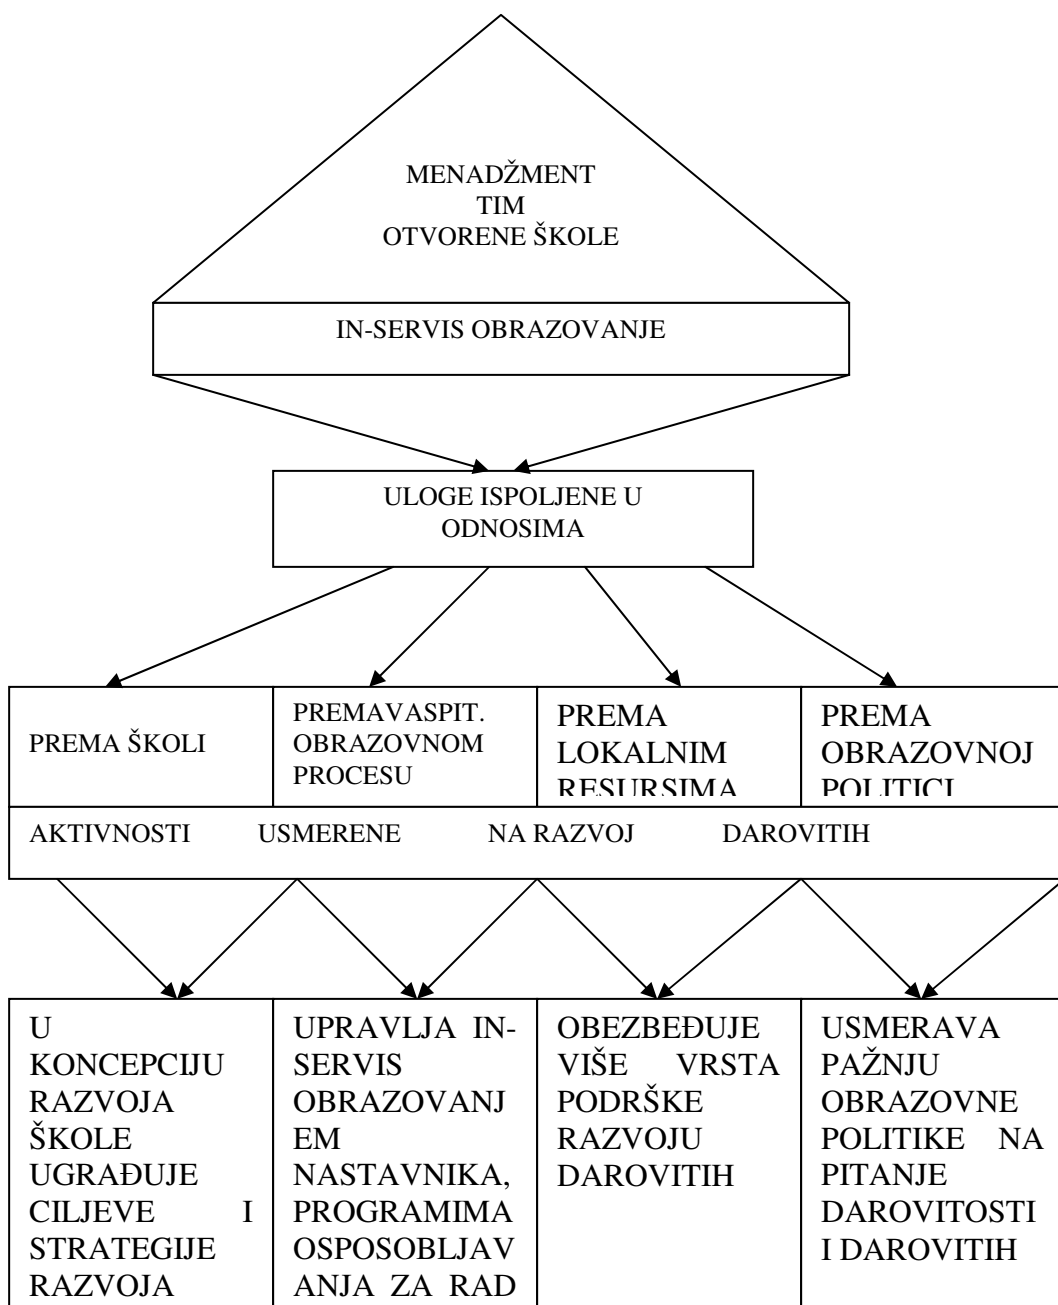 MENADŽMENT
TIM
OTVORENE ŠKOLE
IN-SERVIS OBRAZOVANJE
ULOGE ISPOLJENE U
ODNOSIMA
PREMA ŠKOLI
PREMAVASPIT.
OBRAZOVNOM
PROCESU
PREMA
LOKALNIM
RESURSIMA
PREMA
OBRAZOVNOJ
POLITICI
AKTIVNOSTI USMERENE NA RAZVOJ DAROVITIH
U
KONCEPCIJU
RAZVOJA
ŠKOLE
UGRAĐUJE
CILJEVE I
STRATEGIJE
RAZVOJA
UPRAVLJA IN-
SERVIS
OBRAZOVANJ
EM
NASTAVNIKA,
PROGRAMIMA
OSPOSOBLJAV
ANJA ZA RAD
OBEZBEĐUJE
VIŠE VRSTA
PODRŠKE
RAZVOJU
DAROVITIH
USMERAVA
PAŽNJU
OBRAZOVNE
POLITIKE NA
PITANJE
DAROVITOSTI
I DAROVITIH